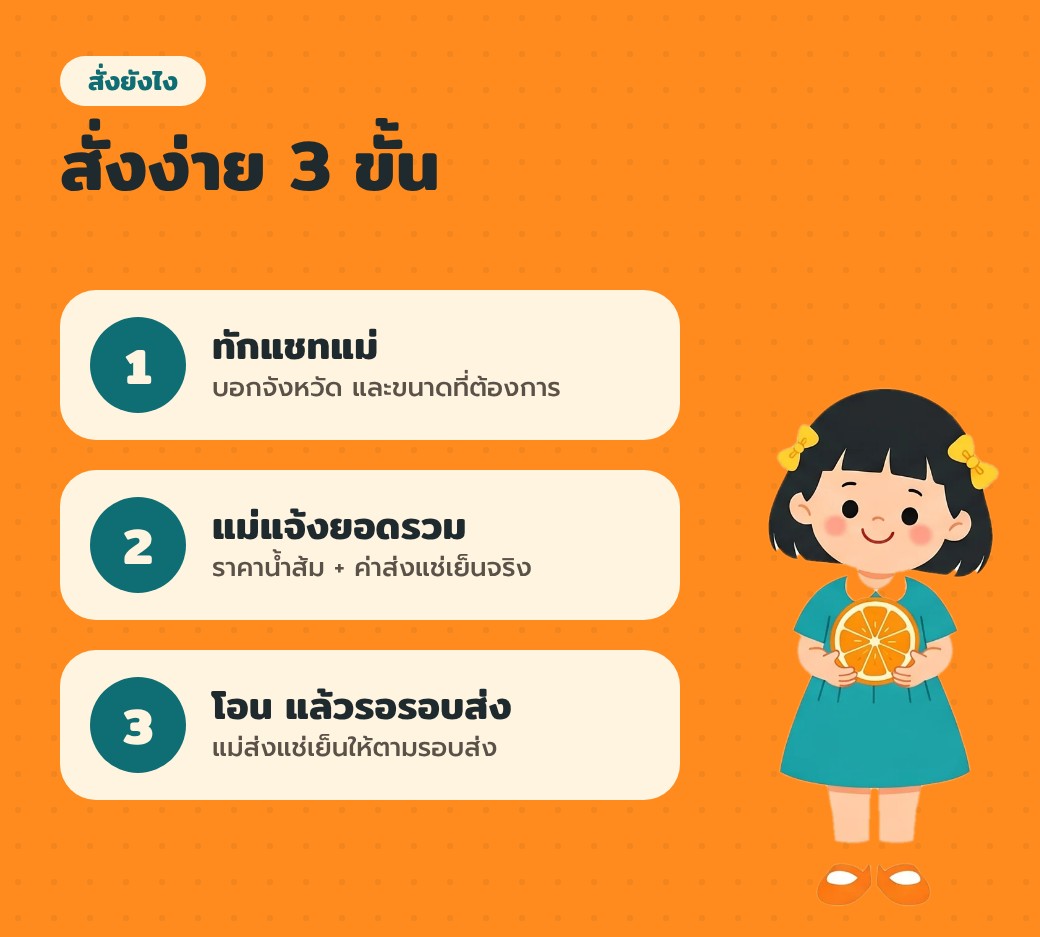 สั่งยังไง
สั่งง่าย 3 ขั้น
1
ทักแชทแม่
บอกจังหวัด และขนาดที่ต้องการ
2
แม่แจ้งยอดรวม
ราคาน้ำส้ม + ค่าส่งแช่เย็นจริง
3
โอน แล้วรอรอบส่ง
แม่ส่งแช่เย็นให้ตามรอบส่ง